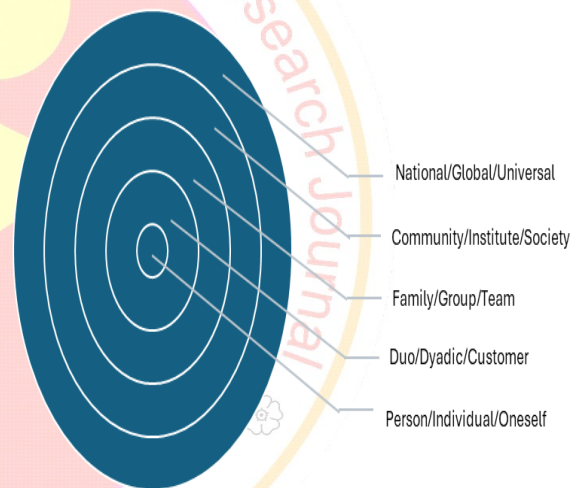 search Journal
National/Global/Universal
Community/Institute/Society
Family/Group/Team
Duo/Dyadic/Customer
Person/Individual/Oneself